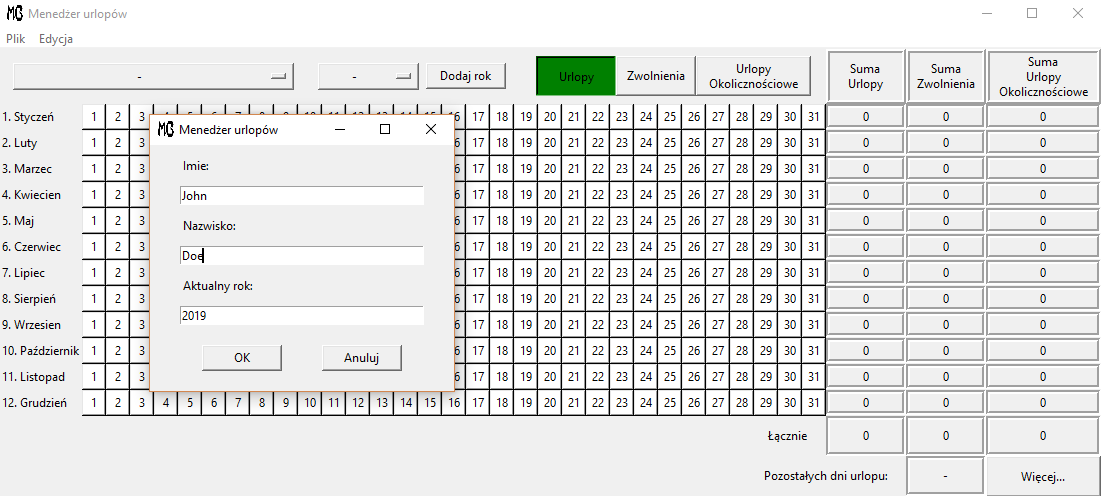 MB Menedżer urlopów
Plik Edycja
- - Dodaj rok Urlopy Zwolnienia Urlopy Okolicznościowe Suma Urlopy Suma Zwolnienia Suma Urlopy Okolicznościowe
1. Styczeń 1 2 3 17 18 19 20 21 22 23 24 25 26 27 28 29 30 31 0 0 0
MB Menedżer urlopów
2. Luty 1 2 3 6 17 18 19 20 21 22 23 24 25 26 27 28 29 30 31 0 0 0
Imie:
3. Marzec 1 2 3 6 17 18 19 20 21 22 23 24 25 26 27 28 29 30 31 0 0 0
John
4. Kwiecien 1 2 3 6 17 18 19 20 21 22 23 24 25 26 27 28 29 30 31 0 0 0
Nazwisko:
5. Maj 1 2 3 6 17 18 19 20 21 22 23 24 25 26 27 28 29 30 31 0 0 0
6. Czerwiec 1 2 3 6 17 18 19 20 21 22 23 24 25 26 27 28 29 30 31 0 0 0
Doe
7. Lipiec 1 2 3 6 17 18 19 20 21 22 23 24 25 26 27 28 29 30 31 0 0 0
Aktualny rok:
8. Sierpień 1 2 3 6 17 18 19 20 21 22 23 24 25 26 27 28 29 30 31 0 0 0
2019
9. Wrzesien 1 2 3 6 17 18 19 20 21 22 23 24 25 26 27 28 29 30 31 0 0 0
10. Październik 1 2 3 6 17 18 19 20 21 22 23 24 25 26 27 28 29 30 31 0 0 0
OK Anuluj
11. Listopad 1 2 3 6 17 18 19 20 21 22 23 24 25 26 27 28 29 30 31 0 0 0
12. Grudzień 1 2 3 4 5 6 7 8 9 10 11 12 13 14 15 16 17 18 19 20 21 22 23 24 25 26 27 28 29 30 31 0 0 0
Łącznie 0 0 0
Pozostałych dni urlopu: - Więcej...